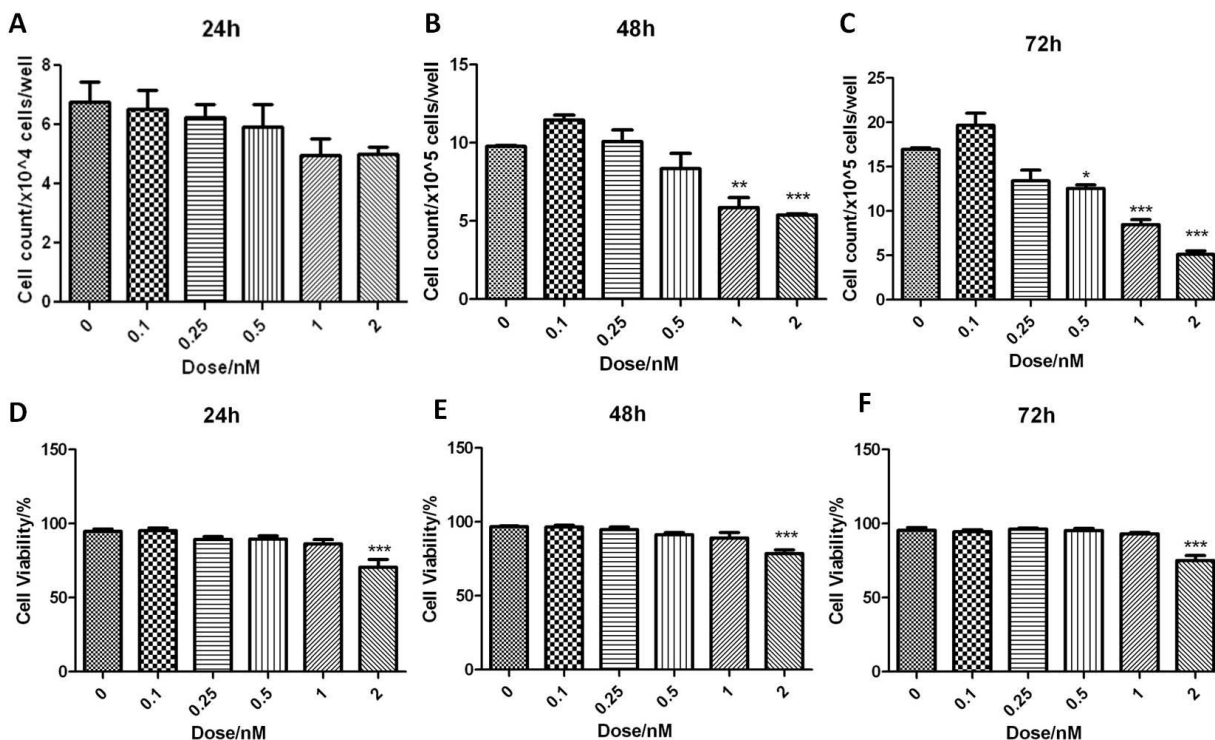 A
24h
Cell count/x10^4 cells/well
8
6
4
2
0
0 0.1 0.25 0.5 1 2
Dose/nM
B
48h
Cell count/x10^5 cells/well
15
10
5
0
** ***
0 0.1 0.25 0.5 1 2
Dose/nM
C
72h
Cell count/x10^5 cells/well
25
20
15
10
5
0
* *** ***
0 0.1 0.25 0.5 1 2
Dose/nM
D
24h
Cell Viability/%
150
100
50
0
***
0 0.1 0.25 0.5 1 2
Dose/nM
E
48h
Cell Viability/%
150
100
50
0
***
0 0.1 0.25 0.5 1 2
Dose/nM
F
72h
Cell Viability/%
150
100
50
0
***
0 0.1 0.25 0.5 1 2
Dose/nM